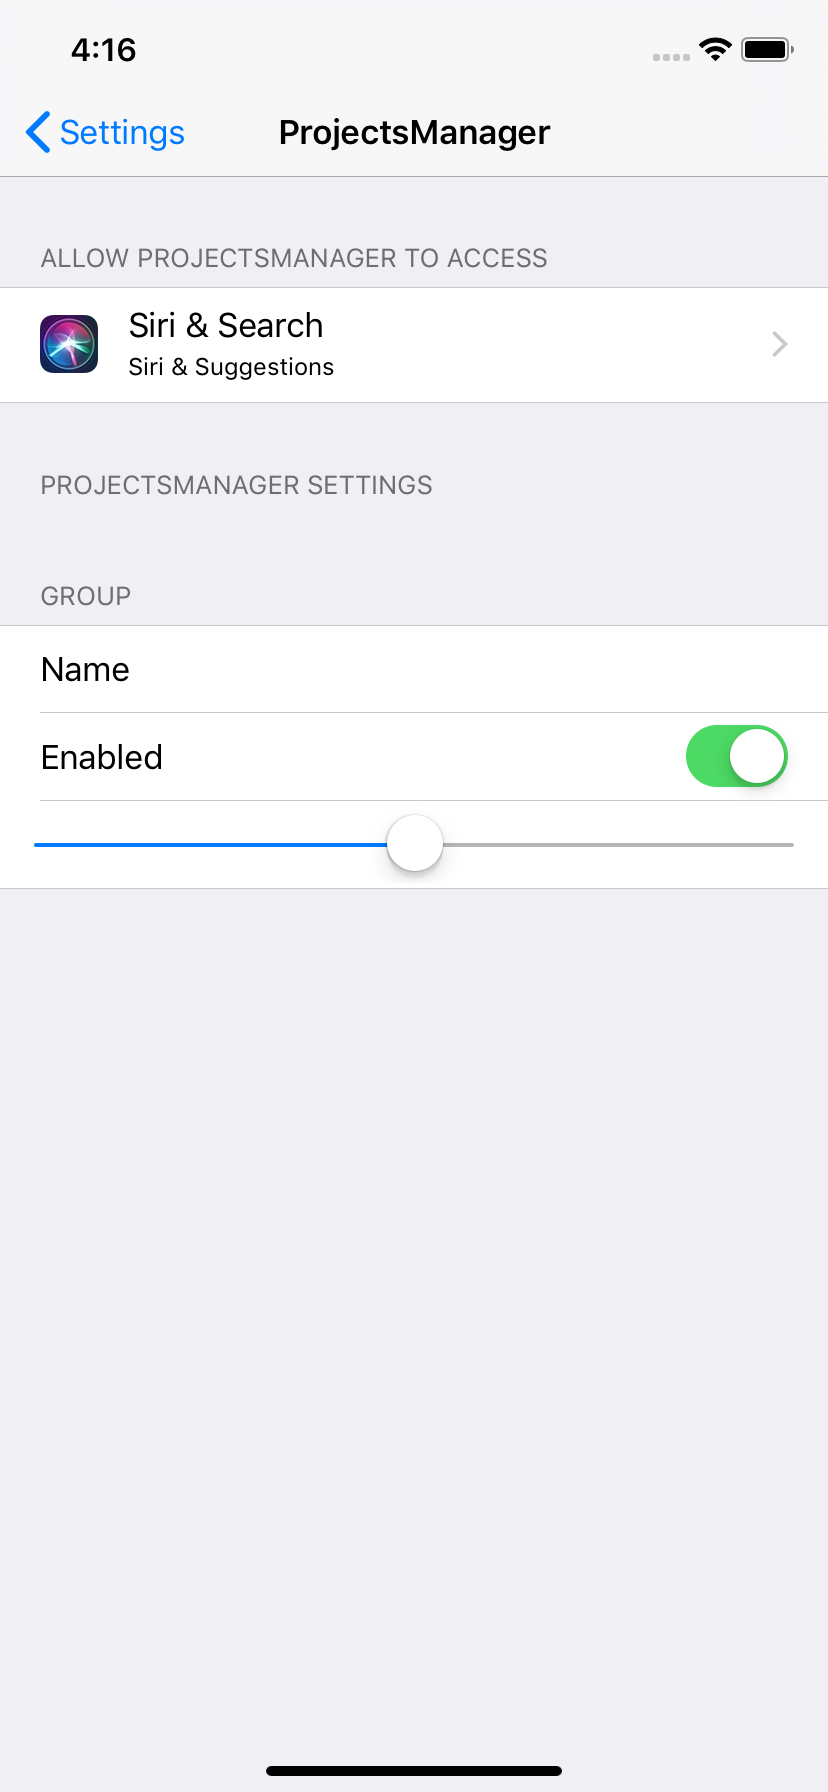 4:16
Settings
ProjectsManager
ALLOW PROJECTSMANAGER TO ACCESS
Siri & Search
Siri & Suggestions
PROJECTSMANAGER SETTINGS
GROUP
Name
Enabled